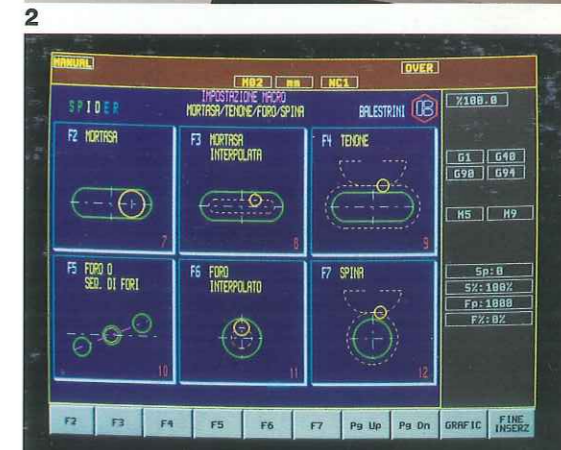 2
MANUAL
OVER
M02 mm NC1
SPIDER
IMPOSTAZIONE MACRO
MORTASA/TENONE/FORO/SPINA
BALESTRINI
%100.0
F2 MORTASA
7
F3 MORTASA
INTERPOLATA
8
F4 TENONE
9
G1 G40
G90 G94
M5 M9
F5 FORO O
SEQ. DI FORI
10
F6 FORO
INTERPOLATO
11
F7 SPINA
12
Sp:0
S%:100%
Fp:1000
F%:0%
F2 F3 F4 F5 F6 F7 Pg Up Pg Dn GRAFIC FINE
INSERZ